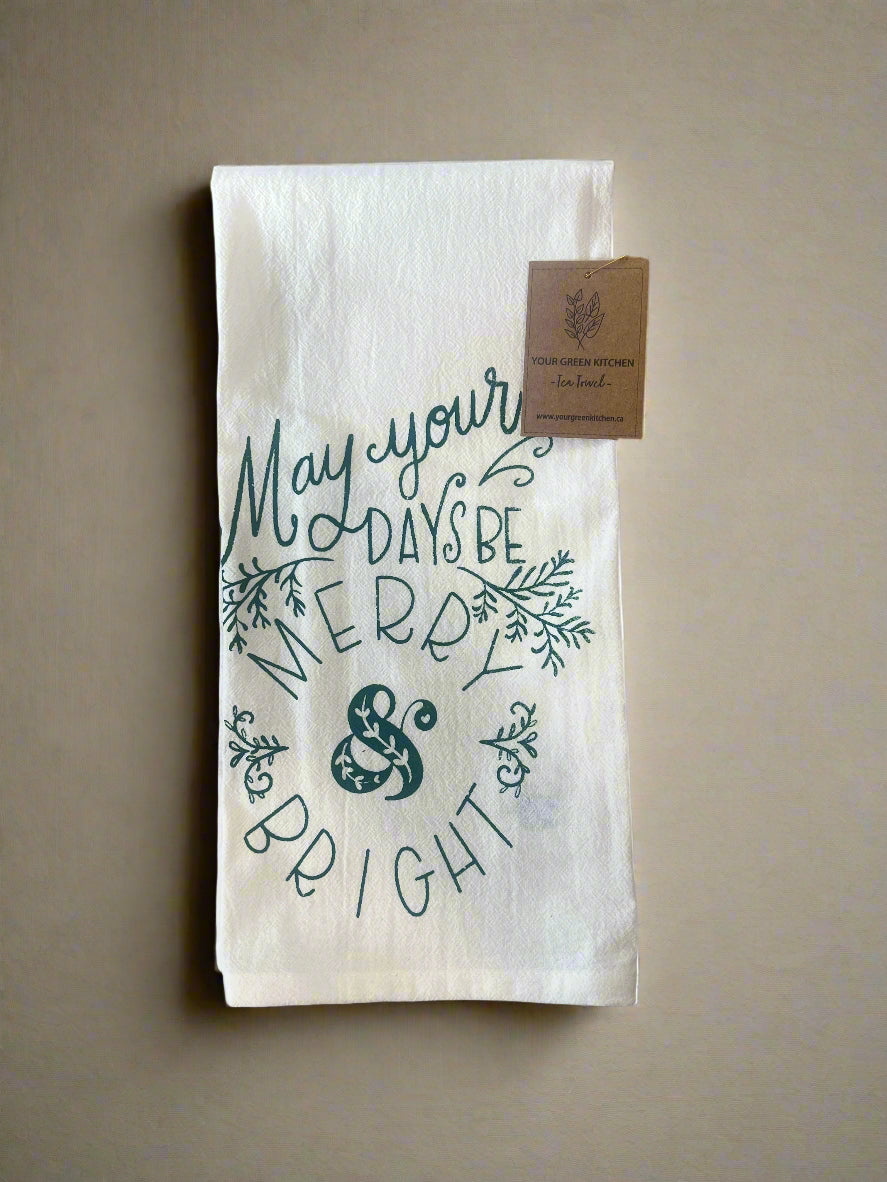 May your
DAYS BE
MERRY
&
BRIGHT
YOUR GREEN KITCHEN
-Tea Towel-
www.yourgreenkitchen.ca